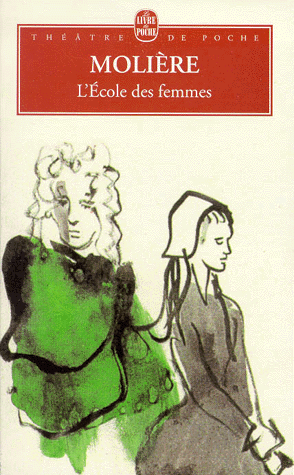 Le
LIVRE
de
POCHE
THÉÂTRE DE POCHE
MOLIÈRE
L'École des femmes